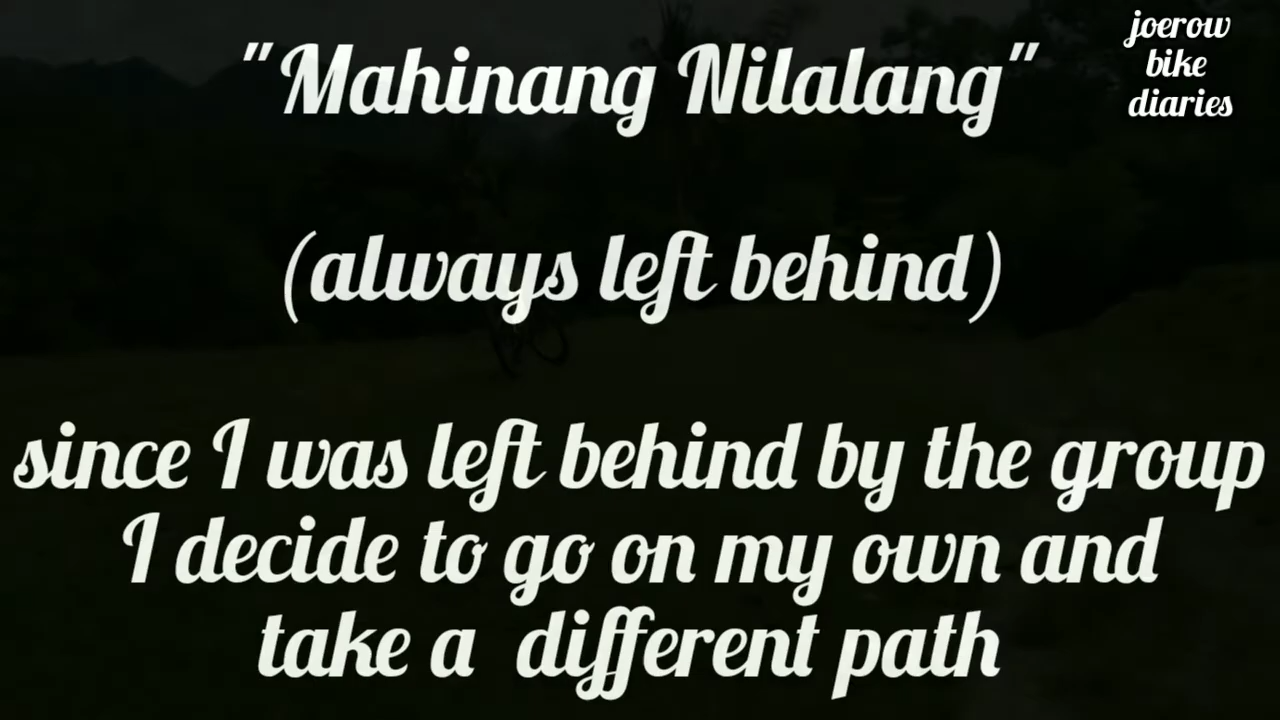 "Mahinang Nilalang"
joerow
bike
diaries
(always left behind)
since I was left behind by the group
I decide to go on my own and
take a different path